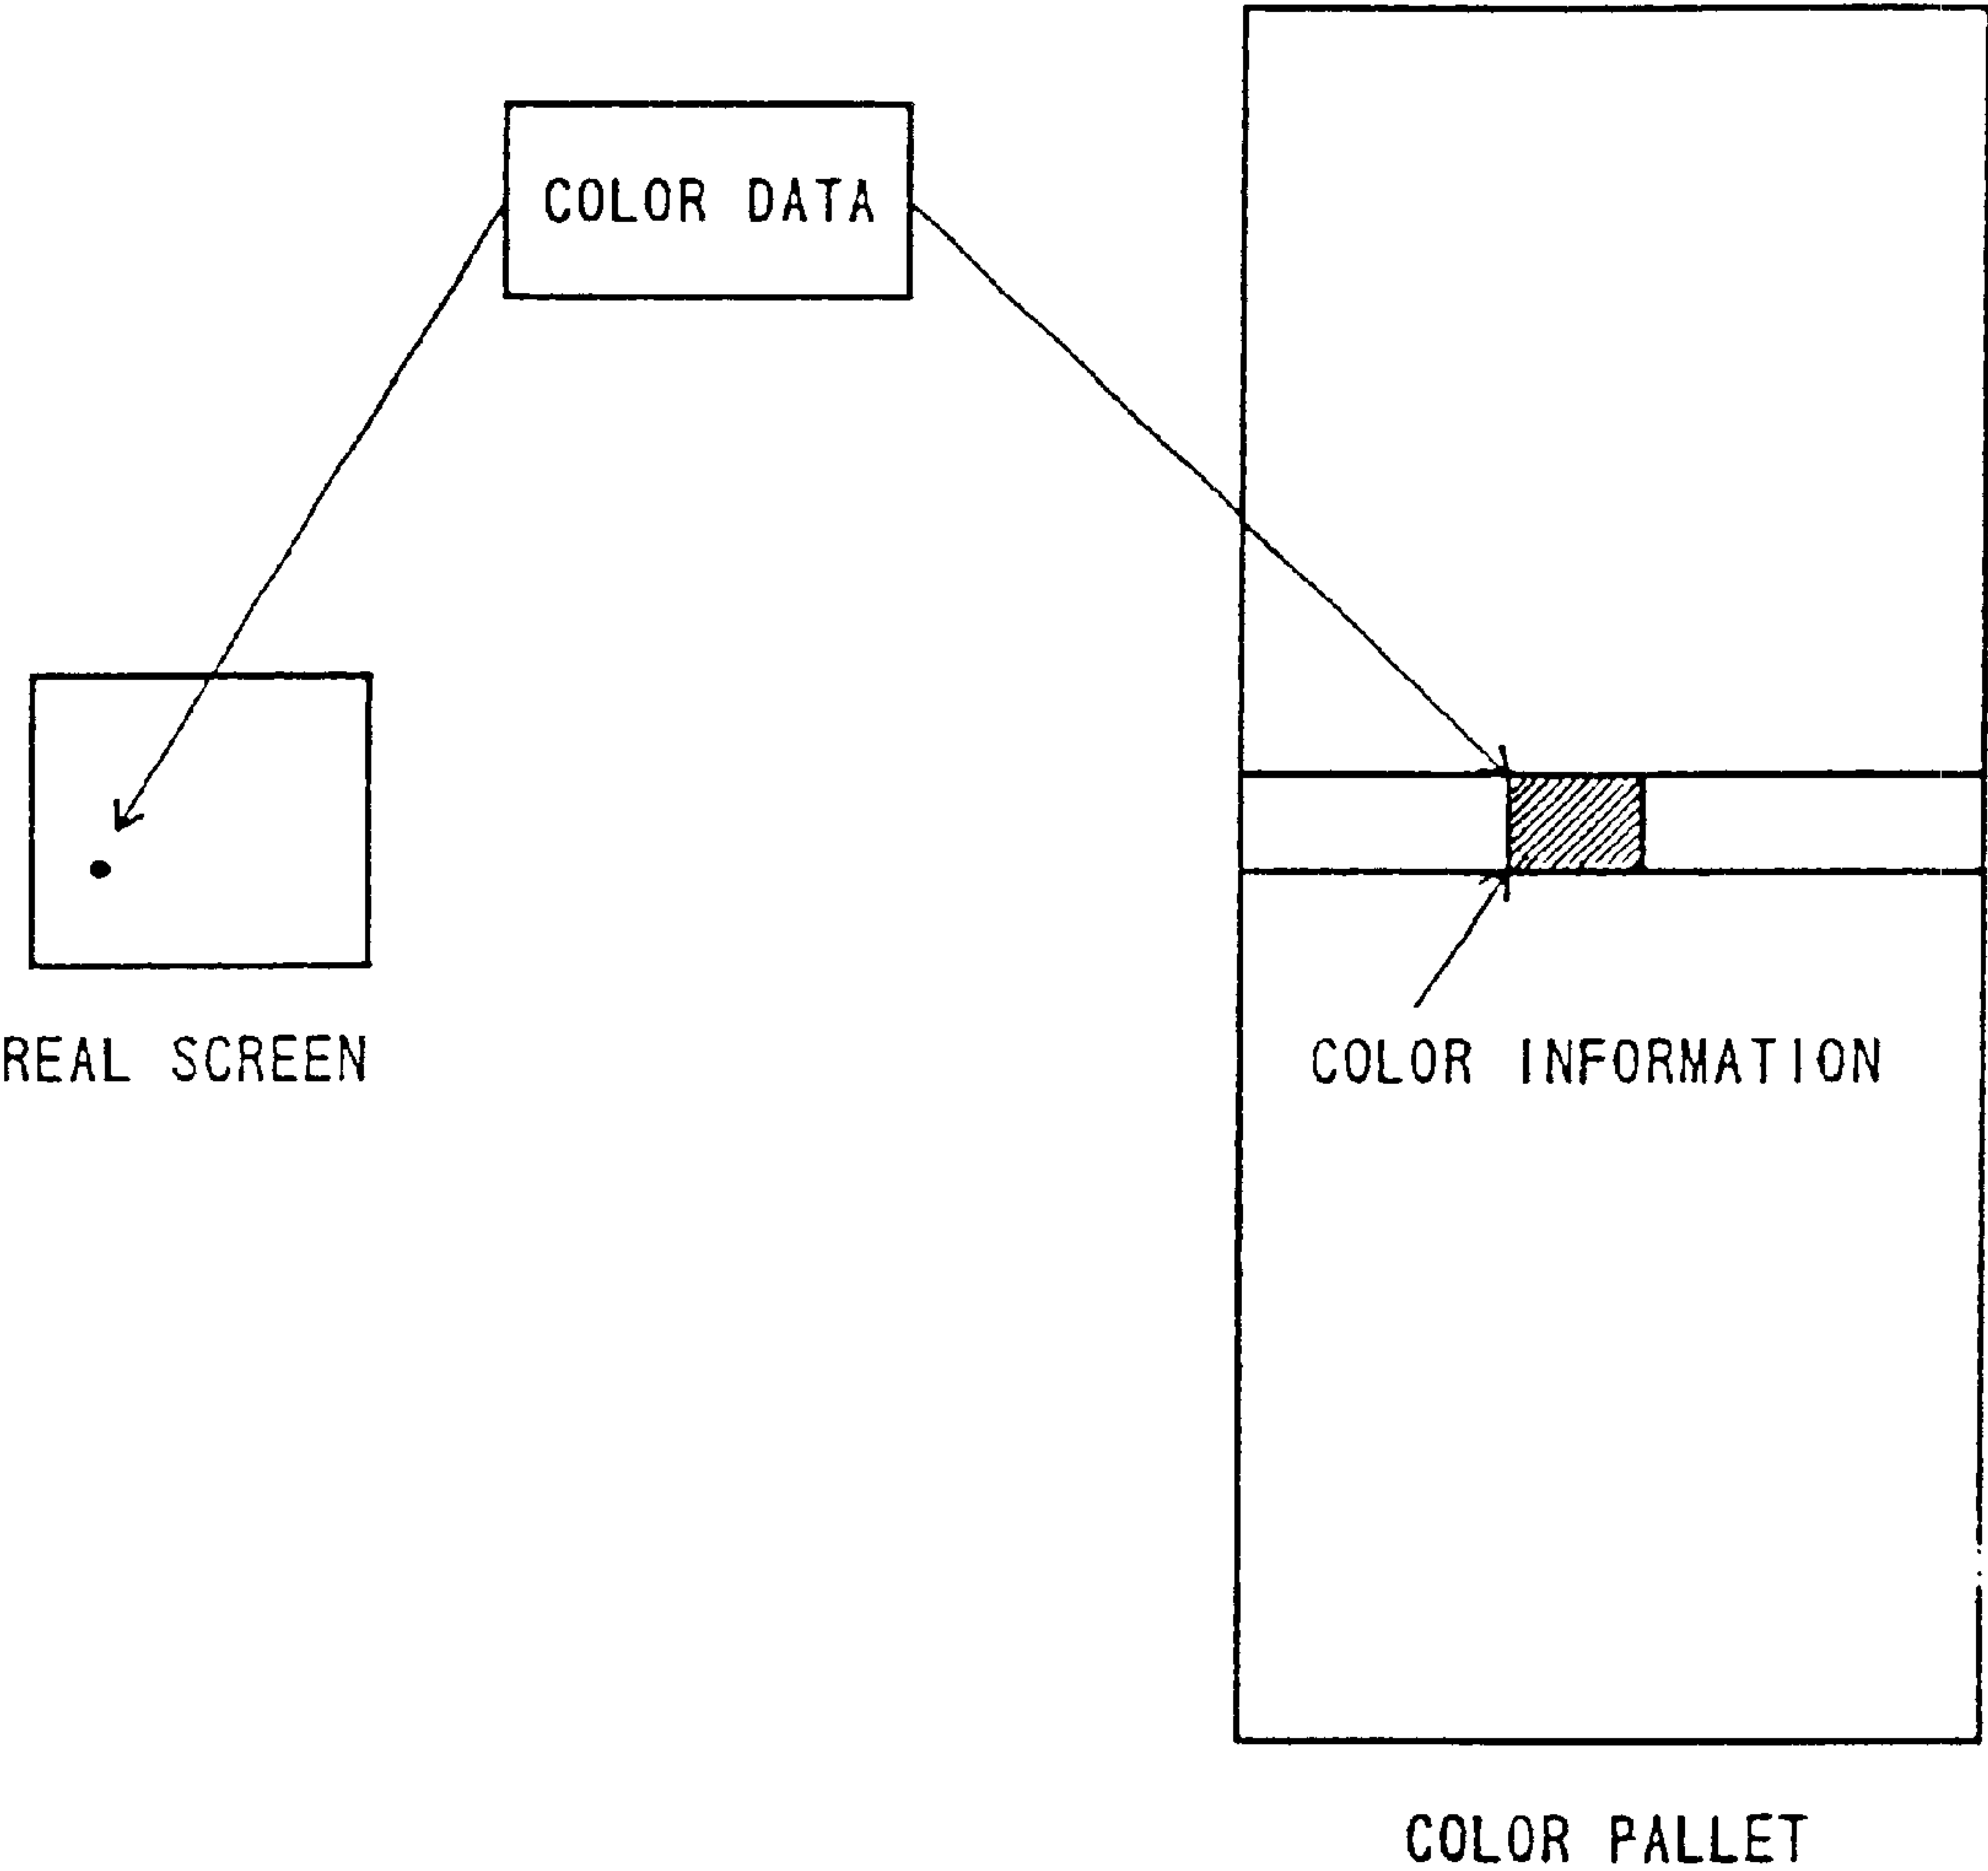 COLOR DATA
REAL SCREEN
COLOR INFORMATION
COLOR PALLET